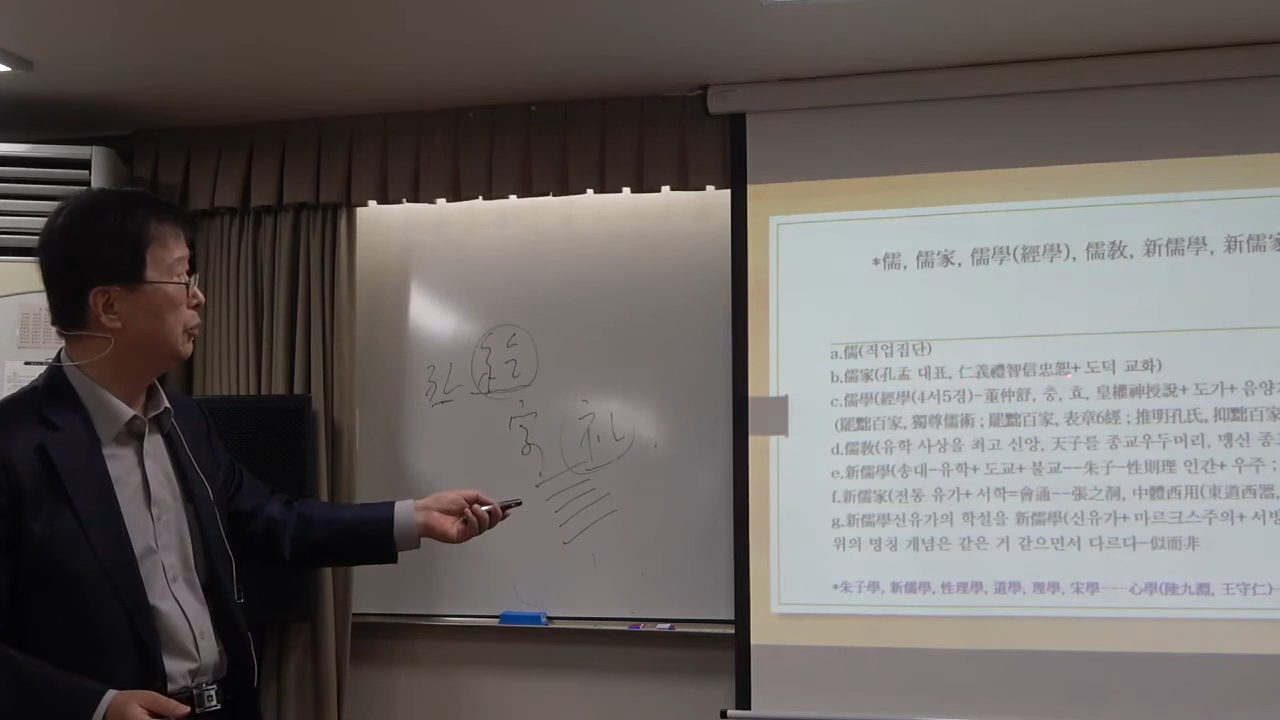 *儒, 儒家, 儒學(經學), 儒敎, 新儒學, 新儒家
a.儒(직업집단)
b.儒家(孔孟 대표, 仁義禮智信忠恕+ 도덕 교화)
c.儒學(經學(4서5경)-董仲舒, 충, 효, 皇權神授說+ 도가+ 음양
(罷黜百家, 獨尊儒術 ; 罷黜百家, 表章6經 ; 推明孔氏, 抑黜百家
d.儒敎(유학 사상을 최고 신앙, 天子를 종교우두머리, 맹신 종
e.新儒學(송대-유학+ 도교+ 불교--朱子-性則理 인간+ 우주 ;
f.新儒家(전통 유가+ 서학=會通--張之洞, 中體西用(東道西器,
g.新儒學신유가의 학설을 新儒學(신유가+ 마르크스주의+ 서방
위의 명칭 개념은 같은 거 같으면서 다르다-似而非
*朱子學, 新儒學, 性理學, 道學, 理學, 宋學---心學(陸九淵, 王守仁)-